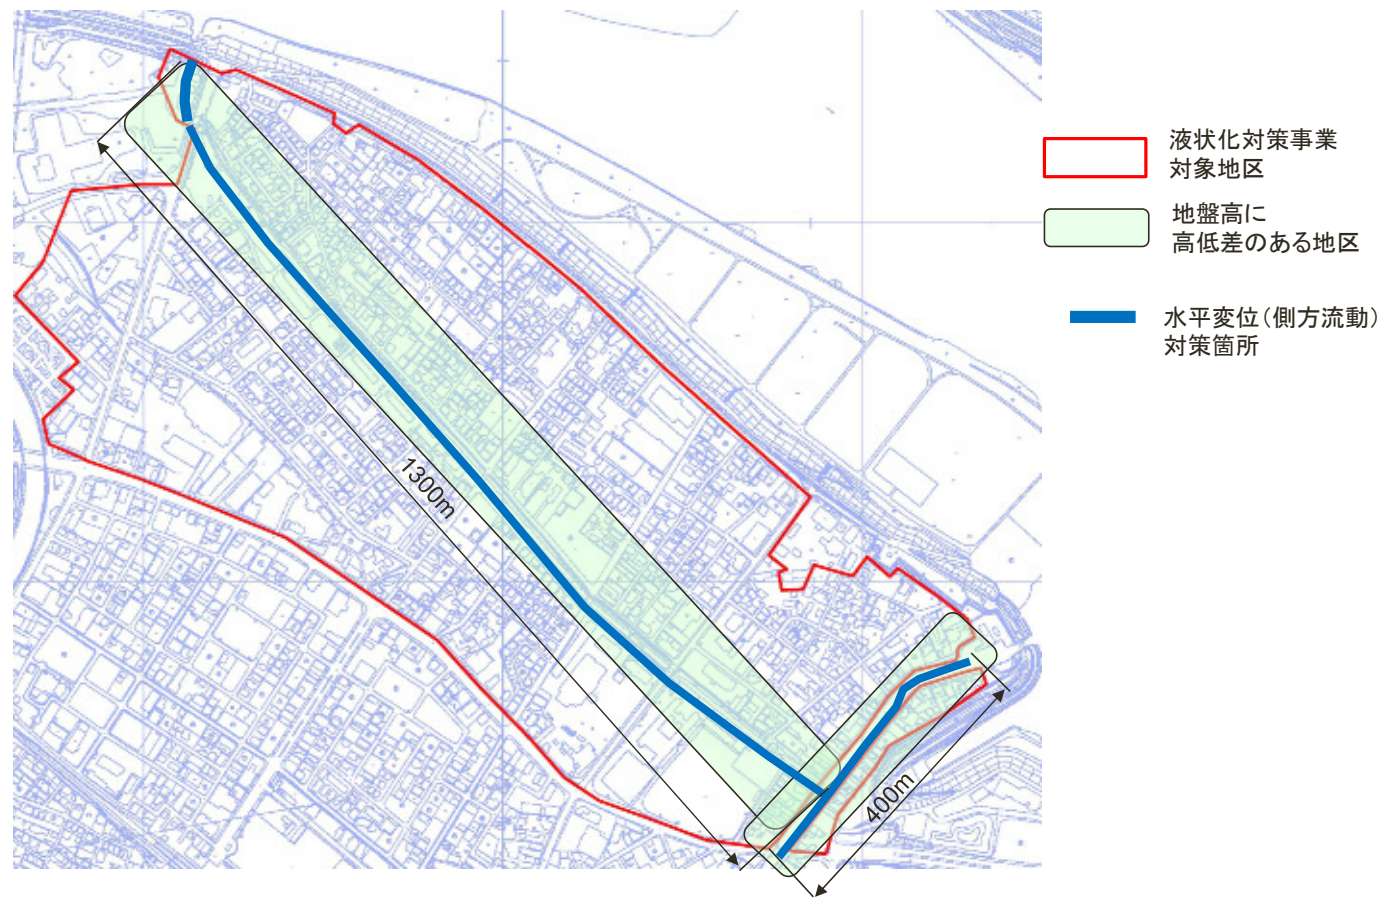 液状化対策事業
対象地区
地盤高に
高低差のある地区
水平変位(側方流動)
対策箇所
1300m
400m